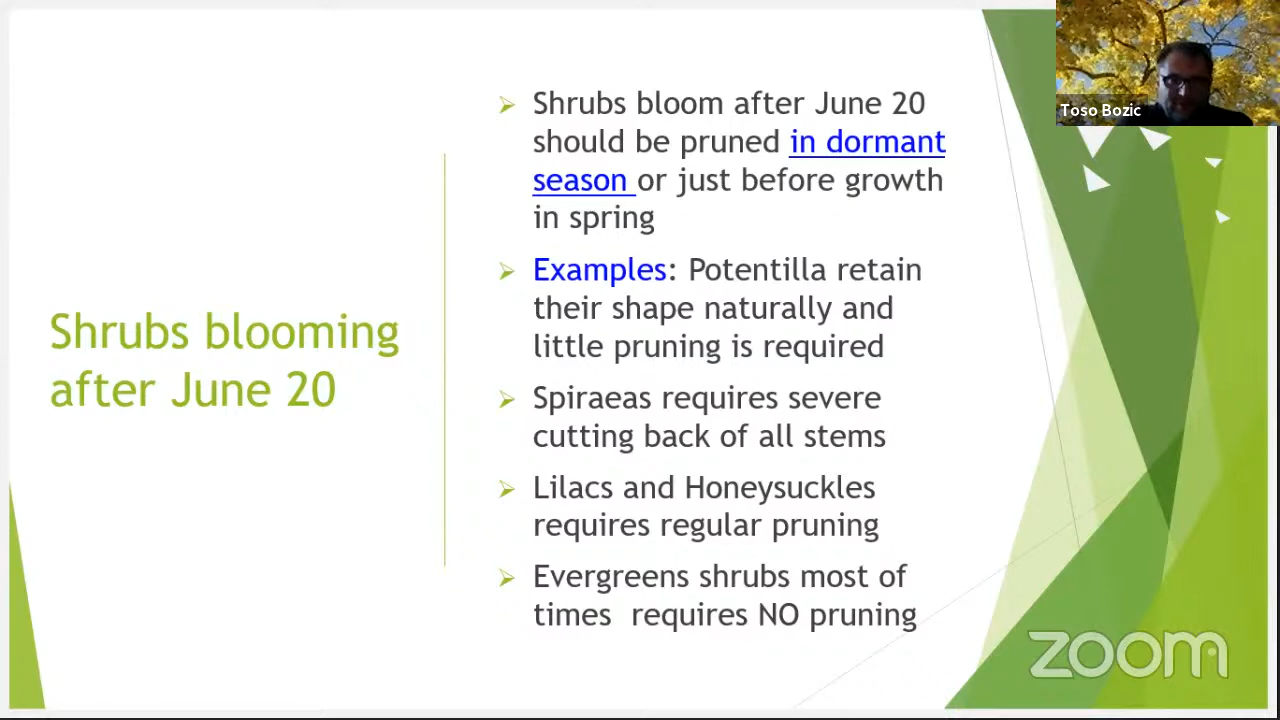 Shrubs blooming
after June 20
Shrubs bloom after June 20
should be pruned in dormant
season or just before growth
in spring
Examples: Potentilla retain
their shape naturally and
little pruning is required
Spiraeas requires severe
cutting back of all stems
Lilacs and Honeysuckles
requires regular pruning
Evergreens shrubs most of
times  requires NO pruning
Toso Bozic
zoom